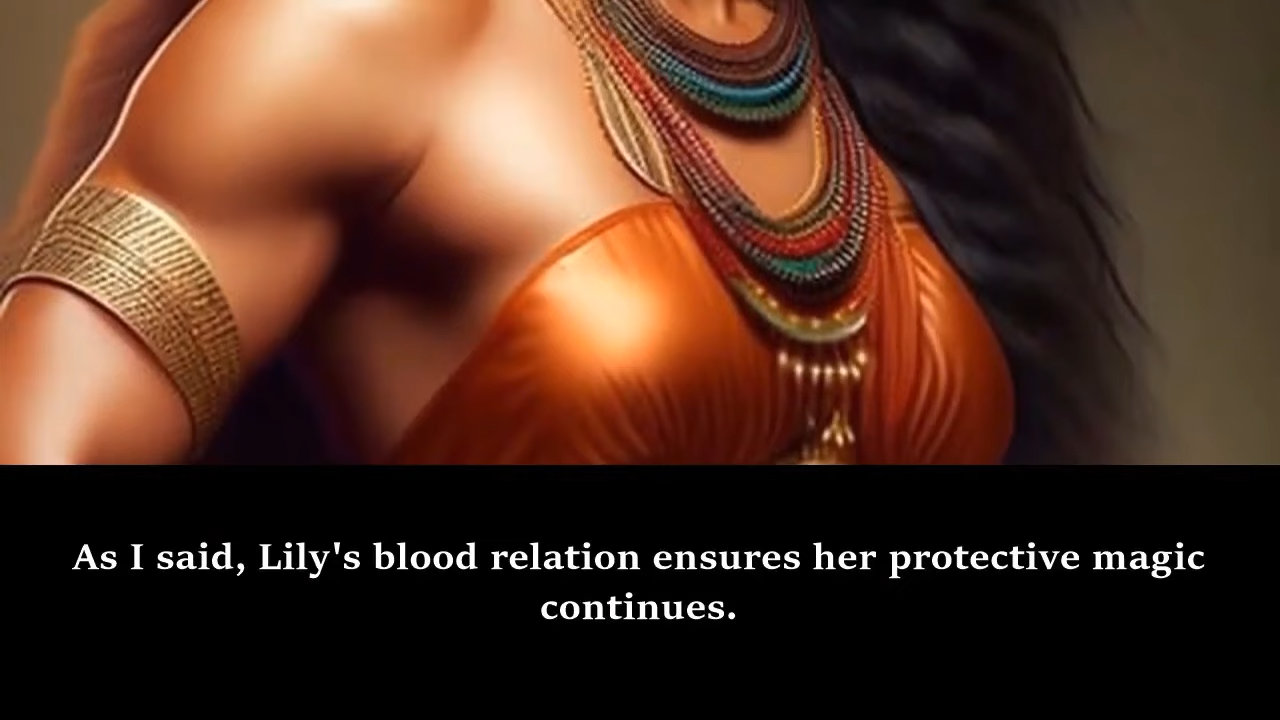 As I said, Lily's blood relation ensures her protective magic
continues.